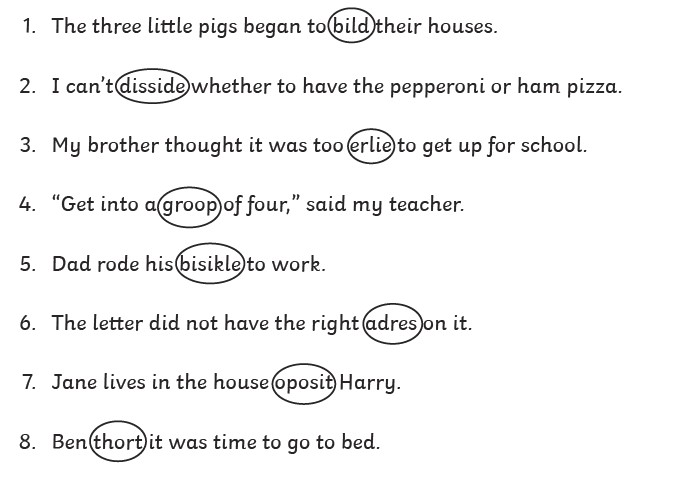 1. The three little pigs began to bild their houses.
2. I can't disside whether to have the pepperoni or ham pizza.
3. My brother thought it was too erlie to get up for school.
4. “Get into a groop of four,” said my teacher.
5. Dad rode his bisikle to work.
6. The letter did not have the right adres on it.
7. Jane lives in the house oposit Harry.
8. Ben thort it was time to go to bed.